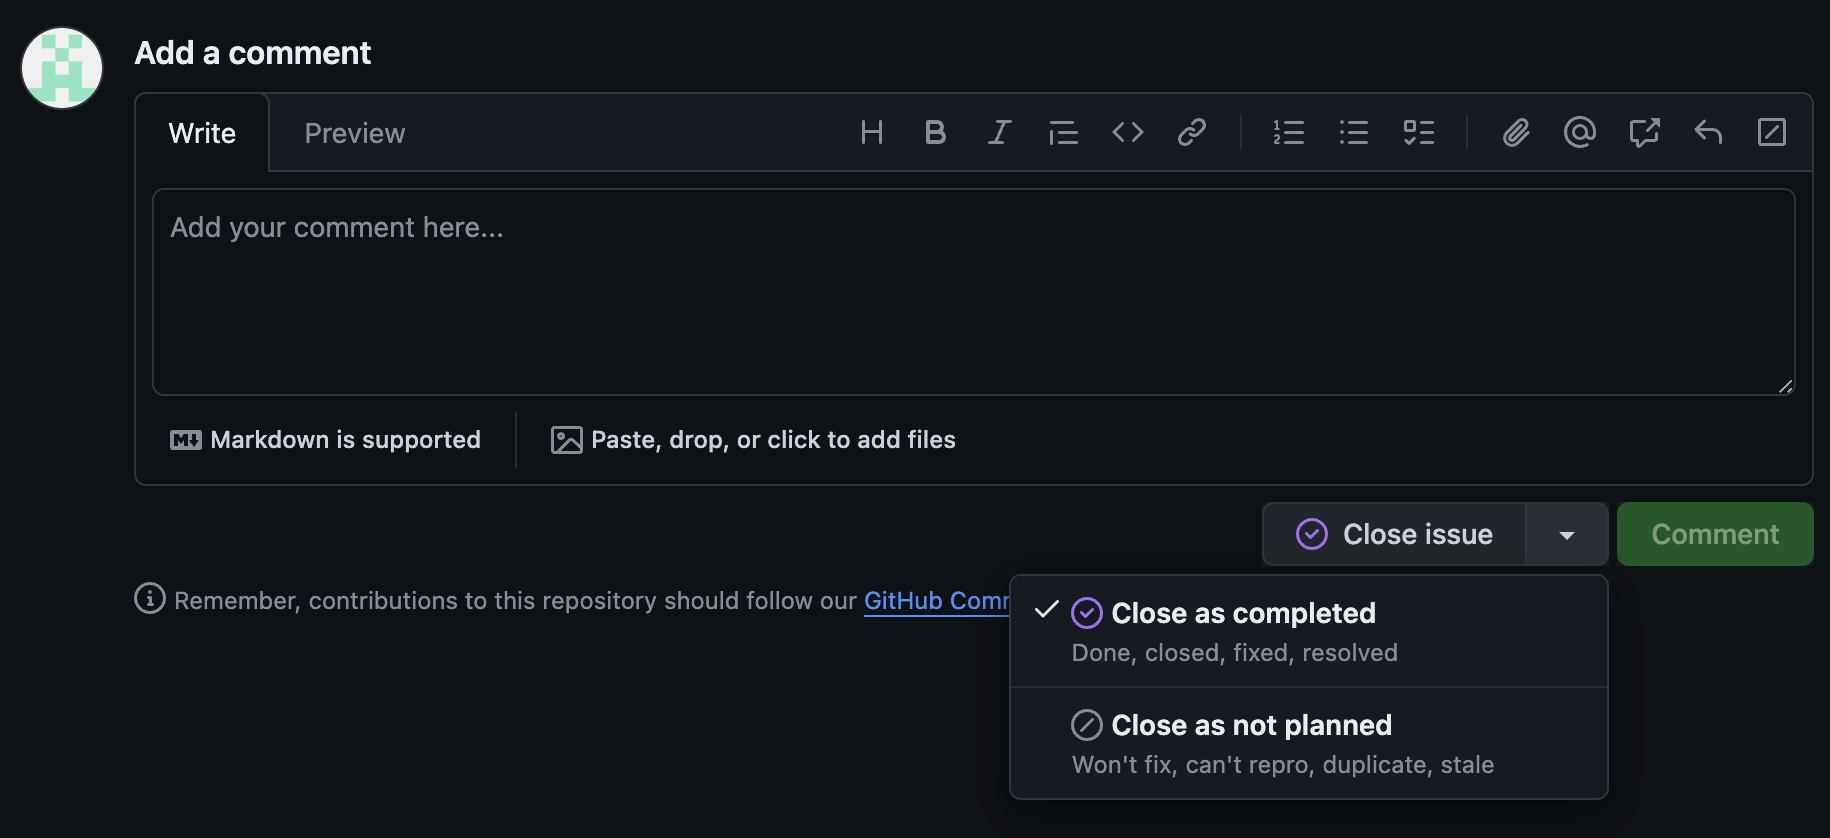 Add a comment
Write
Preview
Add your comment here...
Markdown is supported
Paste, drop, or click to add files
Close issue
Comment
Remember, contributions to this repository should follow our GitHub
Close as completed
Done, closed, fixed, resolved
Close as not planned
Won't fix, can't repro, duplicate, stale